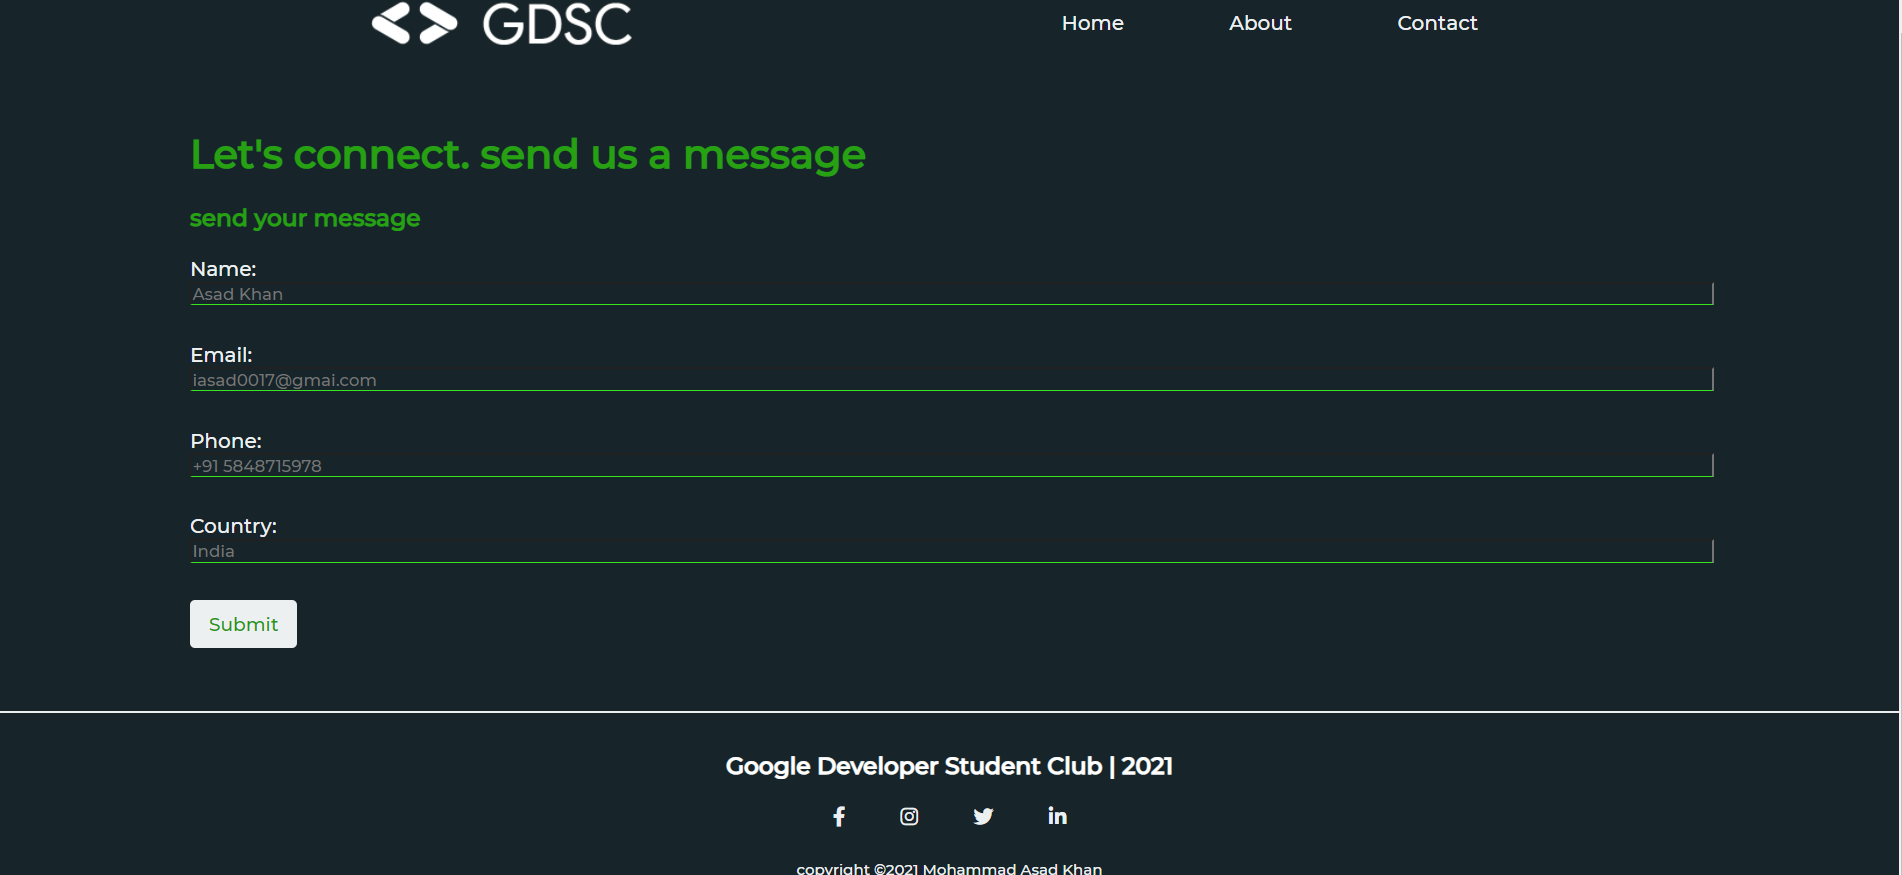 GDSC Home About Contact
Let's connect. send us a message
send your message
Name:
Asad Khan
Email:
iasad0017@gmai.com
Phone:
+91 5848715978
Country:
India
Submit
Google Developer Student Club | 2021
copyright ©2021 Mohammad Asad Khan